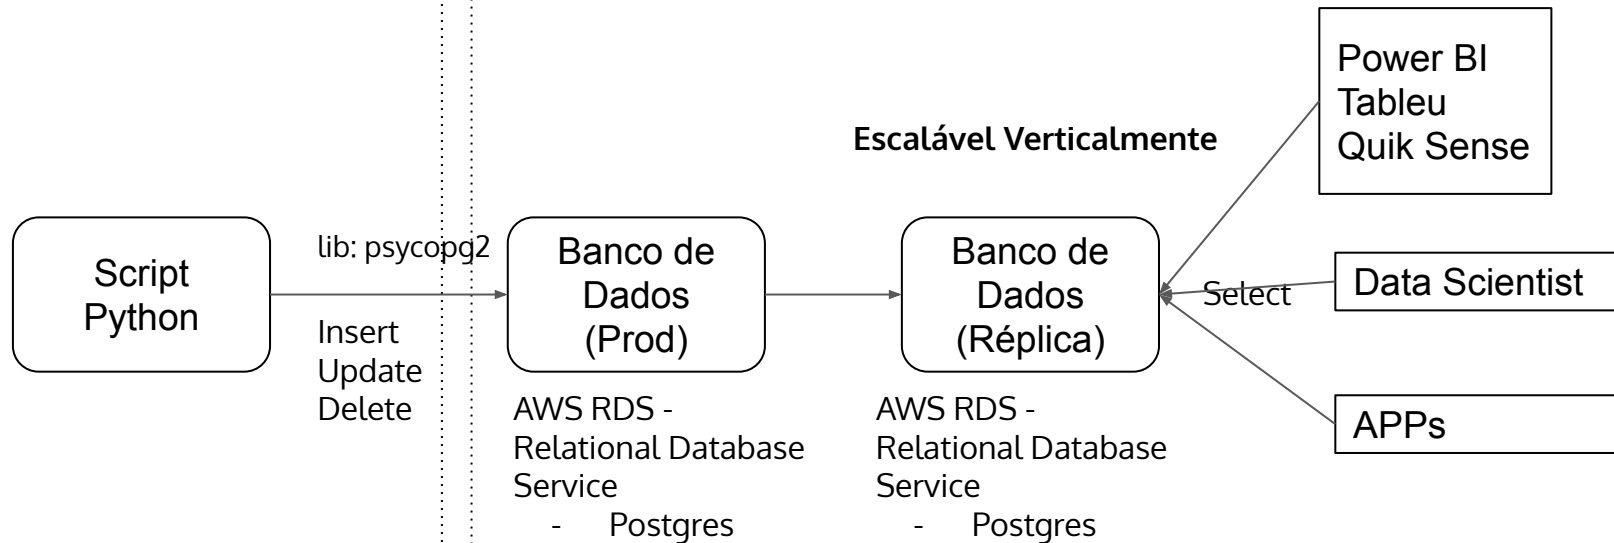 Power BI
Tableu
Quik Sense
Escalável Verticalmente
Script
Python
lib: psycopg2
Insert
Update
Delete
Banco de
Dados
(Prod)
Banco de
Dados
(Réplica)
Select
Data Scientist
APPs
AWS RDS -
Relational Database
Service
- Postgres
AWS RDS -
Relational Database
Service
- Postgres